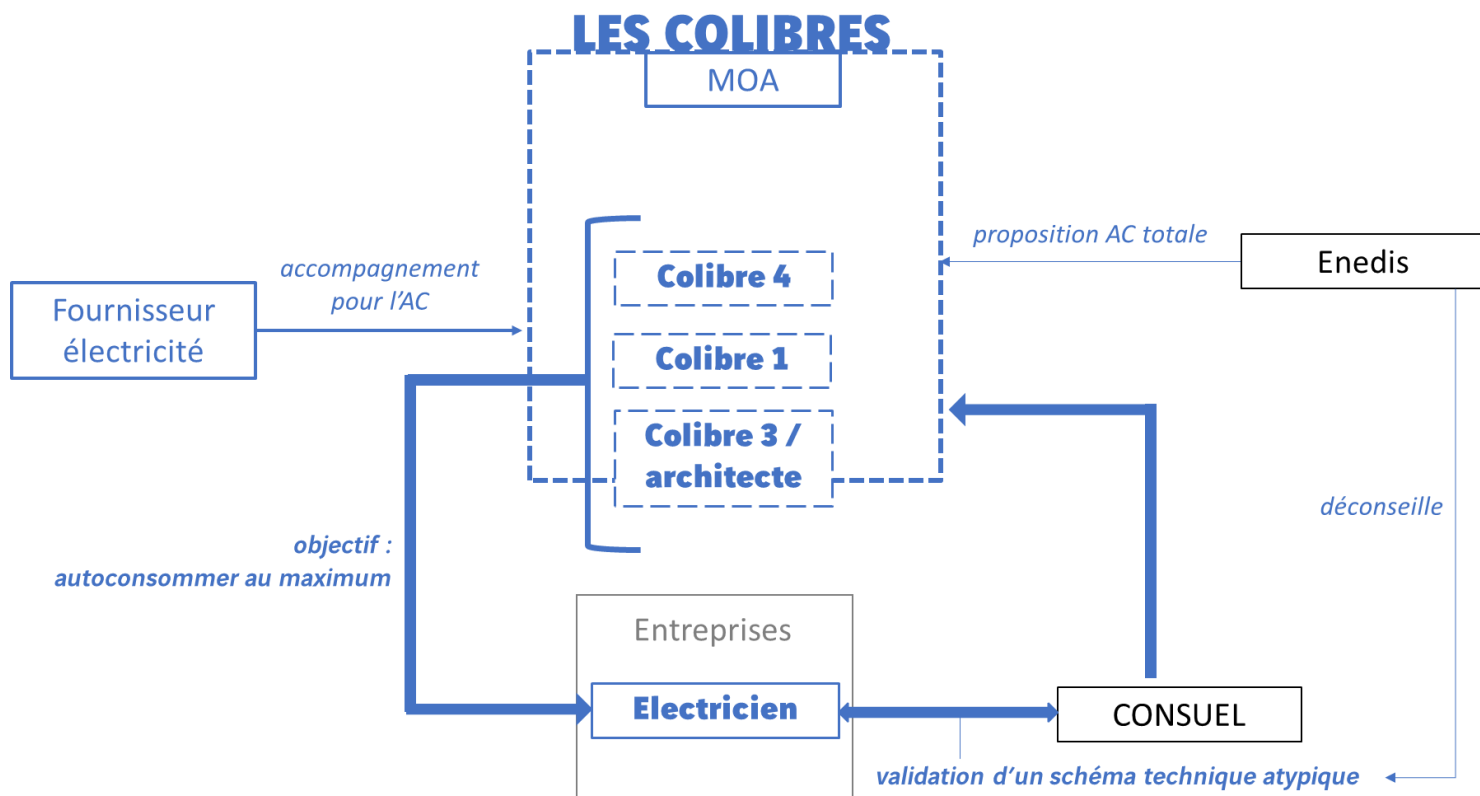 LES COLIBRES
MOA
proposition AC totale
Enedis
accompagnement
pour l'AC
Colibre 4
Fournisseur
électricité
Colibre 1
Colibre 3 /
architecte
déconseille
objectif :
autoconsommer au maximum
Entreprises
Electricien
CONSUEL
validation d'un schéma technique atypique